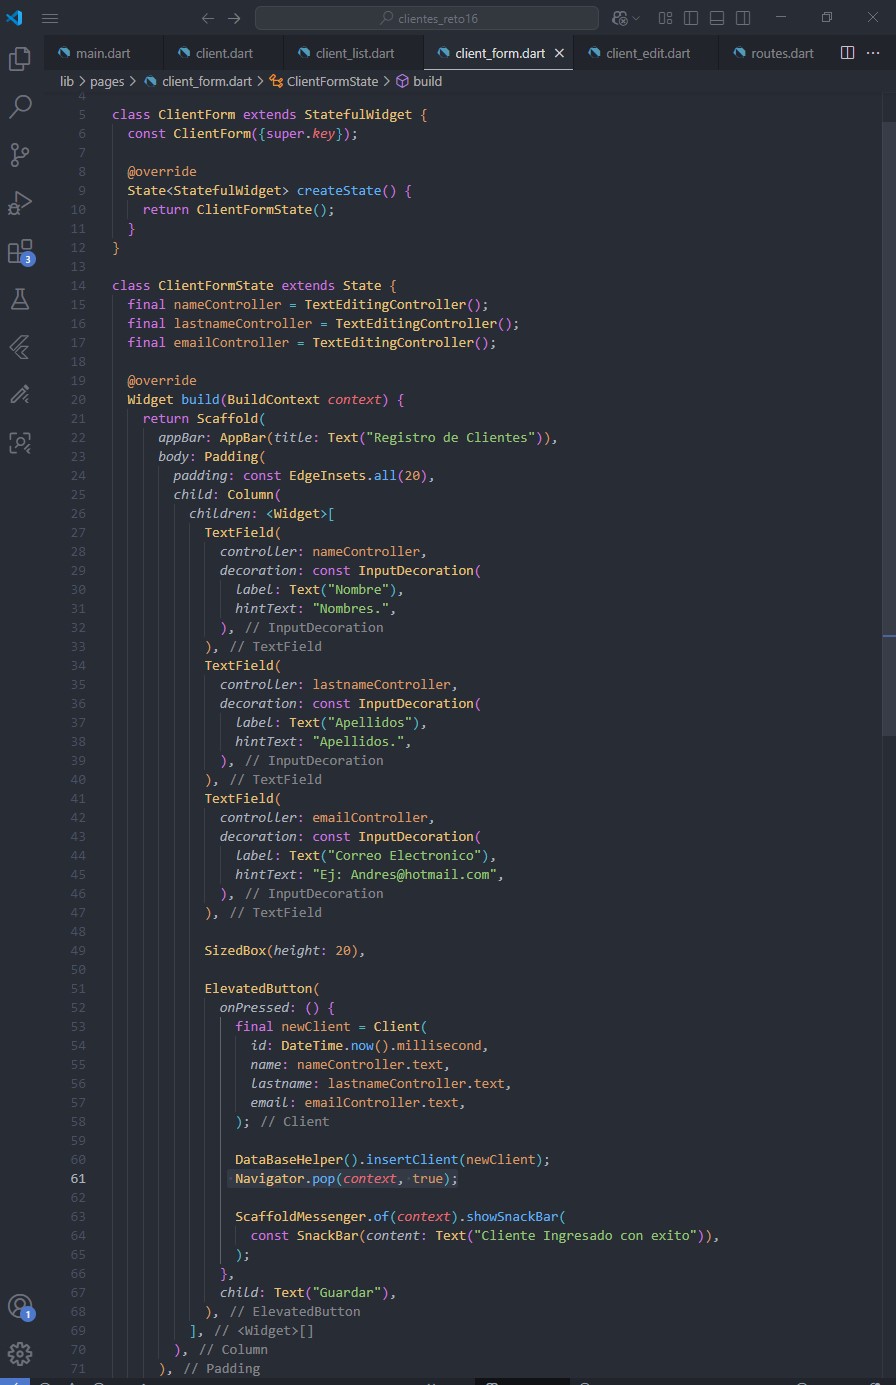 clientes_reto16
main.dart
client.dart
client_list.dart
client_form.dart
client_edit.dart
routes.dart
lib > pages > client_form.dart > ClientFormState > build
4
5 class ClientForm extends StatefulWidget {
6 const ClientForm({super.key});
7
8 @override
9 State<StatefulWidget> createState() {
10 return ClientFormState();
11 }
12 }
13
14 class ClientFormState extends State {
15 final nameController = TextEditingController();
16 final lastnameController = TextEditingController();
17 final emailController = TextEditingController();
18
19 @override
20 Widget build(BuildContext context) {
21 return Scaffold(
22 appBar: AppBar(title: Text("Registro de Clientes")),
23 body: Padding(
24 padding: const EdgeInsets.all(20),
25 child: Column(
26 children: <Widget>[
27 TextField(
28 controller: nameController,
29 decoration: const InputDecoration(
30 label: Text("Nombre"),
31 hintText: "Nombres.",
32 ), // InputDecoration
33 ), // TextField
34 TextField(
35 controller: lastnameController,
36 decoration: const InputDecoration(
37 label: Text("Apellidos"),
38 hintText: "Apellidos.",
39 ), // InputDecoration
40 ), // TextField
41 TextField(
42 controller: emailController,
43 decoration: const InputDecoration(
44 label: Text("Correo Electronico"),
45 hintText: "Ej: Andres@hotmail.com",
46 ), // InputDecoration
47 ), // TextField
48
49 SizedBox(height: 20),
50
51 ElevatedButton(
52 onPressed: () {
53 final newClient = Client(
54 id: DateTime.now().millisecond,
55 name: nameController.text,
56 lastname: lastnameController.text,
57 email: emailController.text,
58 ); // Client
59
60 DataBaseHelper().insertClient(newClient);
61 Navigator.pop(context, true);
62
63 ScaffoldMessenger.of(context).showSnackBar(
64 const SnackBar(content: Text("Cliente Ingresado con exito")),
65 );
66 },
67 child: Text("Guardar"),
68 ), // ElevatedButton
69 ], // <Widget>[]
70 ), // Column
71 ), // Padding
3
1